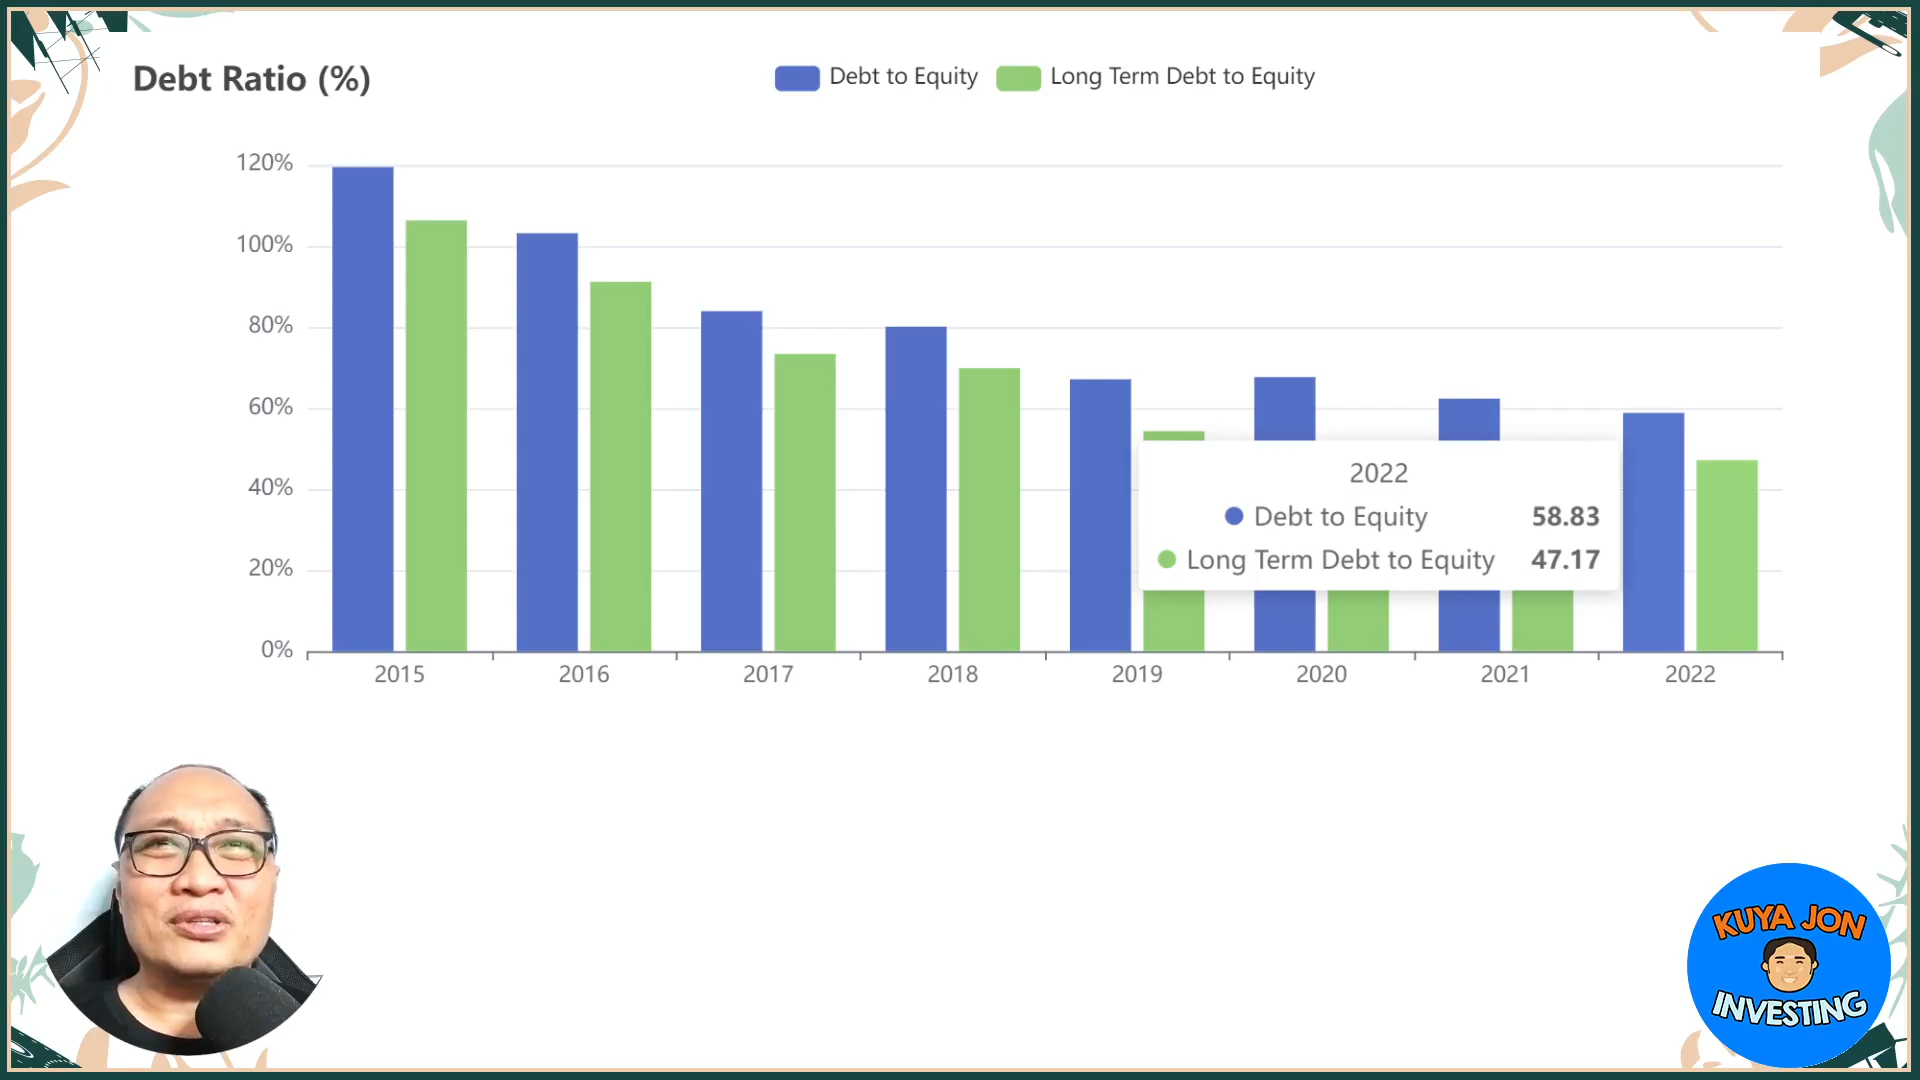 Debt Ratio (%)
Debt to Equity Long Term Debt to Equity
120%
100%
80%
60%
40%
20%
0%
2022
Debt to Equity 58.83
Long Term Debt to Equity 47.17
2015 2016 2017 2018 2019 2020 2021 2022
KUYA JON
INVESTING